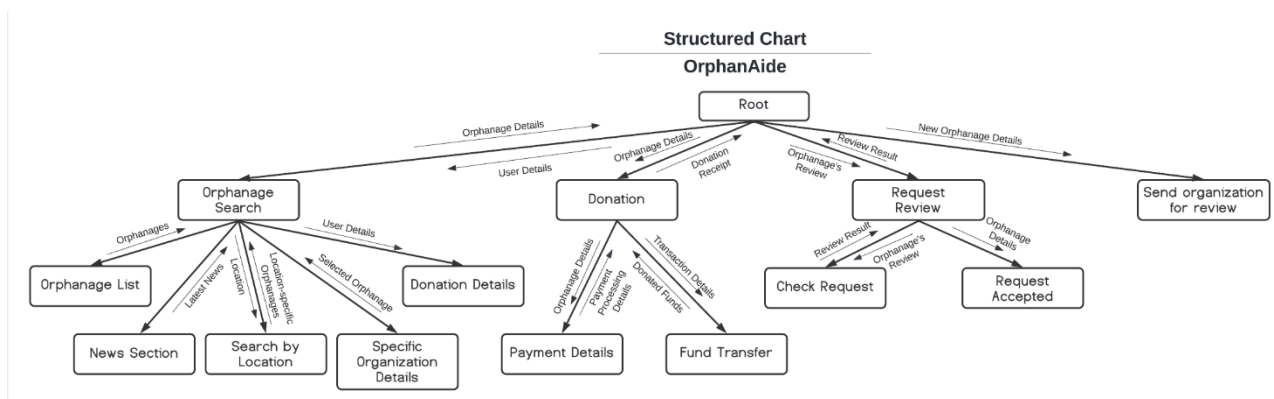 Structured Chart
OrphanAide
Root
Orphanage Details
User Details
Orphanage Details
Donation
Receipt
Review Result
Orphanage's
Review
New Orphanage Details
Orphanage
Search
Donation
Request
Review
Send organization
for review
Orphanages
Latest News
Location
Location-specific
Orphanages
Selected Orphanage
User Details
Orphanage Details
Payment
Processing
Details
Transaction Details
Donated Funds
Review Result
Orphanage's
Review
Orphanage
Details
Orphanage List
Donation Details
Check Request
Request
Accepted
News Section
Search by
Location
Specific
Organization
Details
Payment Details
Fund Transfer